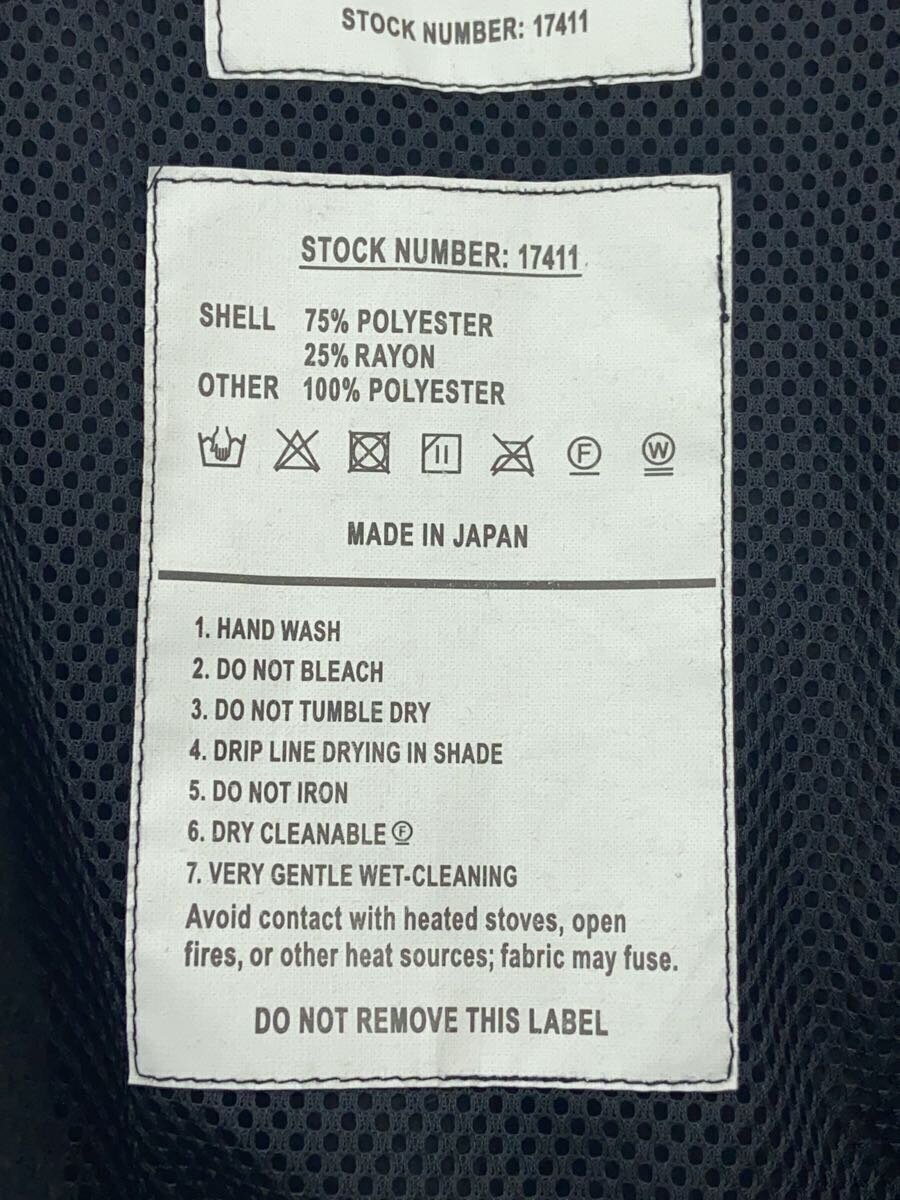 STOCK NUMBER: 17411
STOCK NUMBER: 17411
SHELL 75% POLYESTER
25% RAYON
OTHER 100% POLYESTER
F W
MADE IN JAPAN
1. HAND WASH
2. DO NOT BLEACH
3. DO NOT TUMBLE DRY
4. DRIP LINE DRYING IN SHADE
5. DO NOT IRON
6. DRY CLEANABLE Ⓕ
7. VERY GENTLE WET-CLEANING
Avoid contact with heated stoves, open
fires, or other heat sources; fabric may fuse.
DO NOT REMOVE THIS LABEL